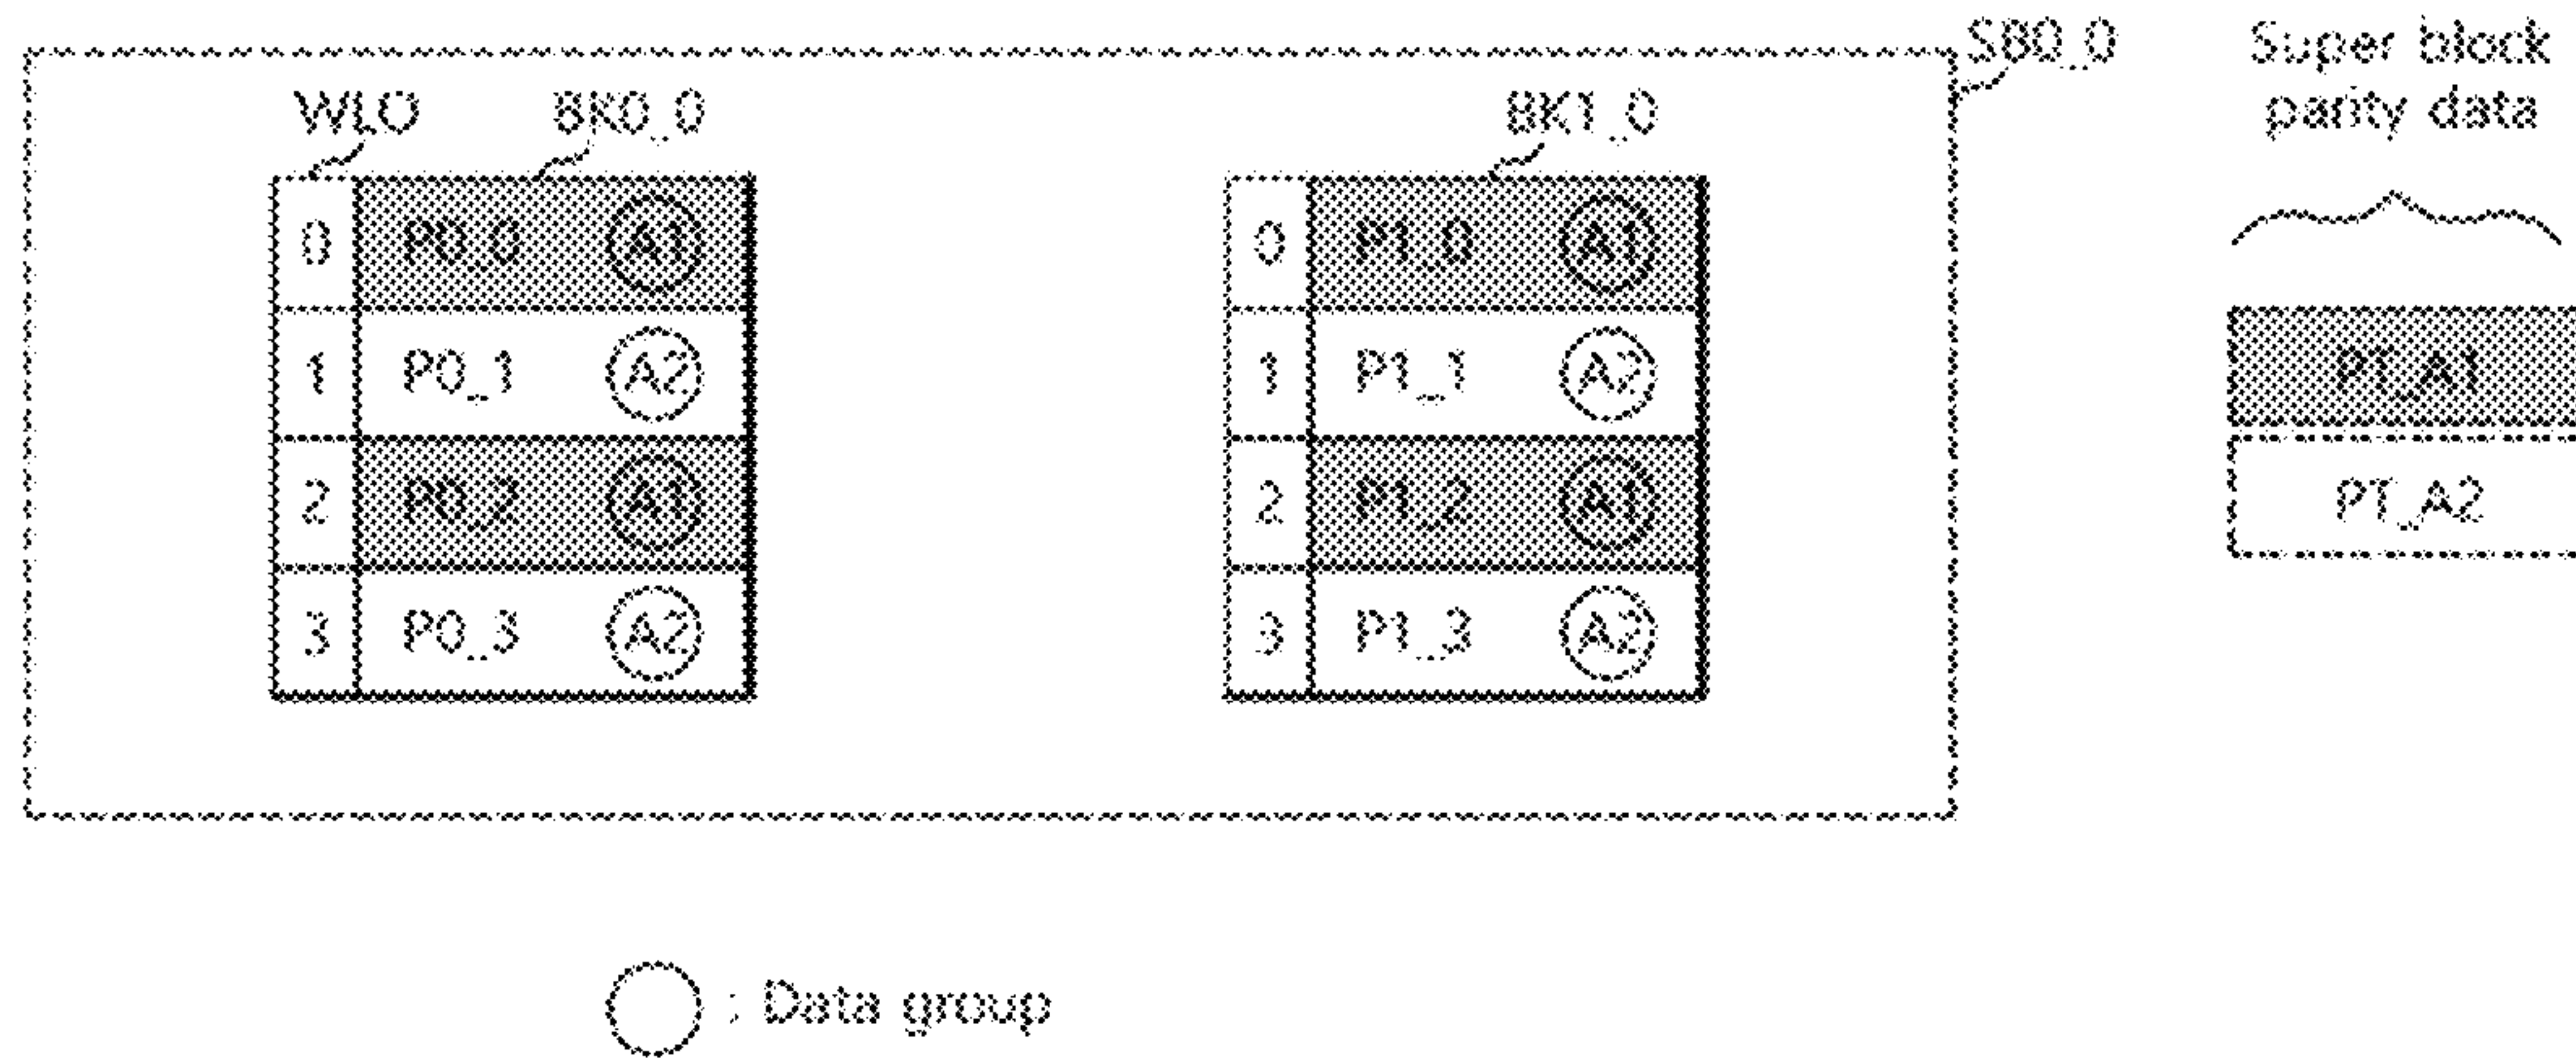 SB0_0
Super block
parity data
WLO BK0_0 BK1_0
0 P0_0 A1 0 P1_0 A1
1 P0_1 A2 1 P1_1 A2 PT_A1
2 P0_2 A1 2 P1_2 A1 PT_A2
3 P0_3 A2 3 P1_3 A2
: Data group